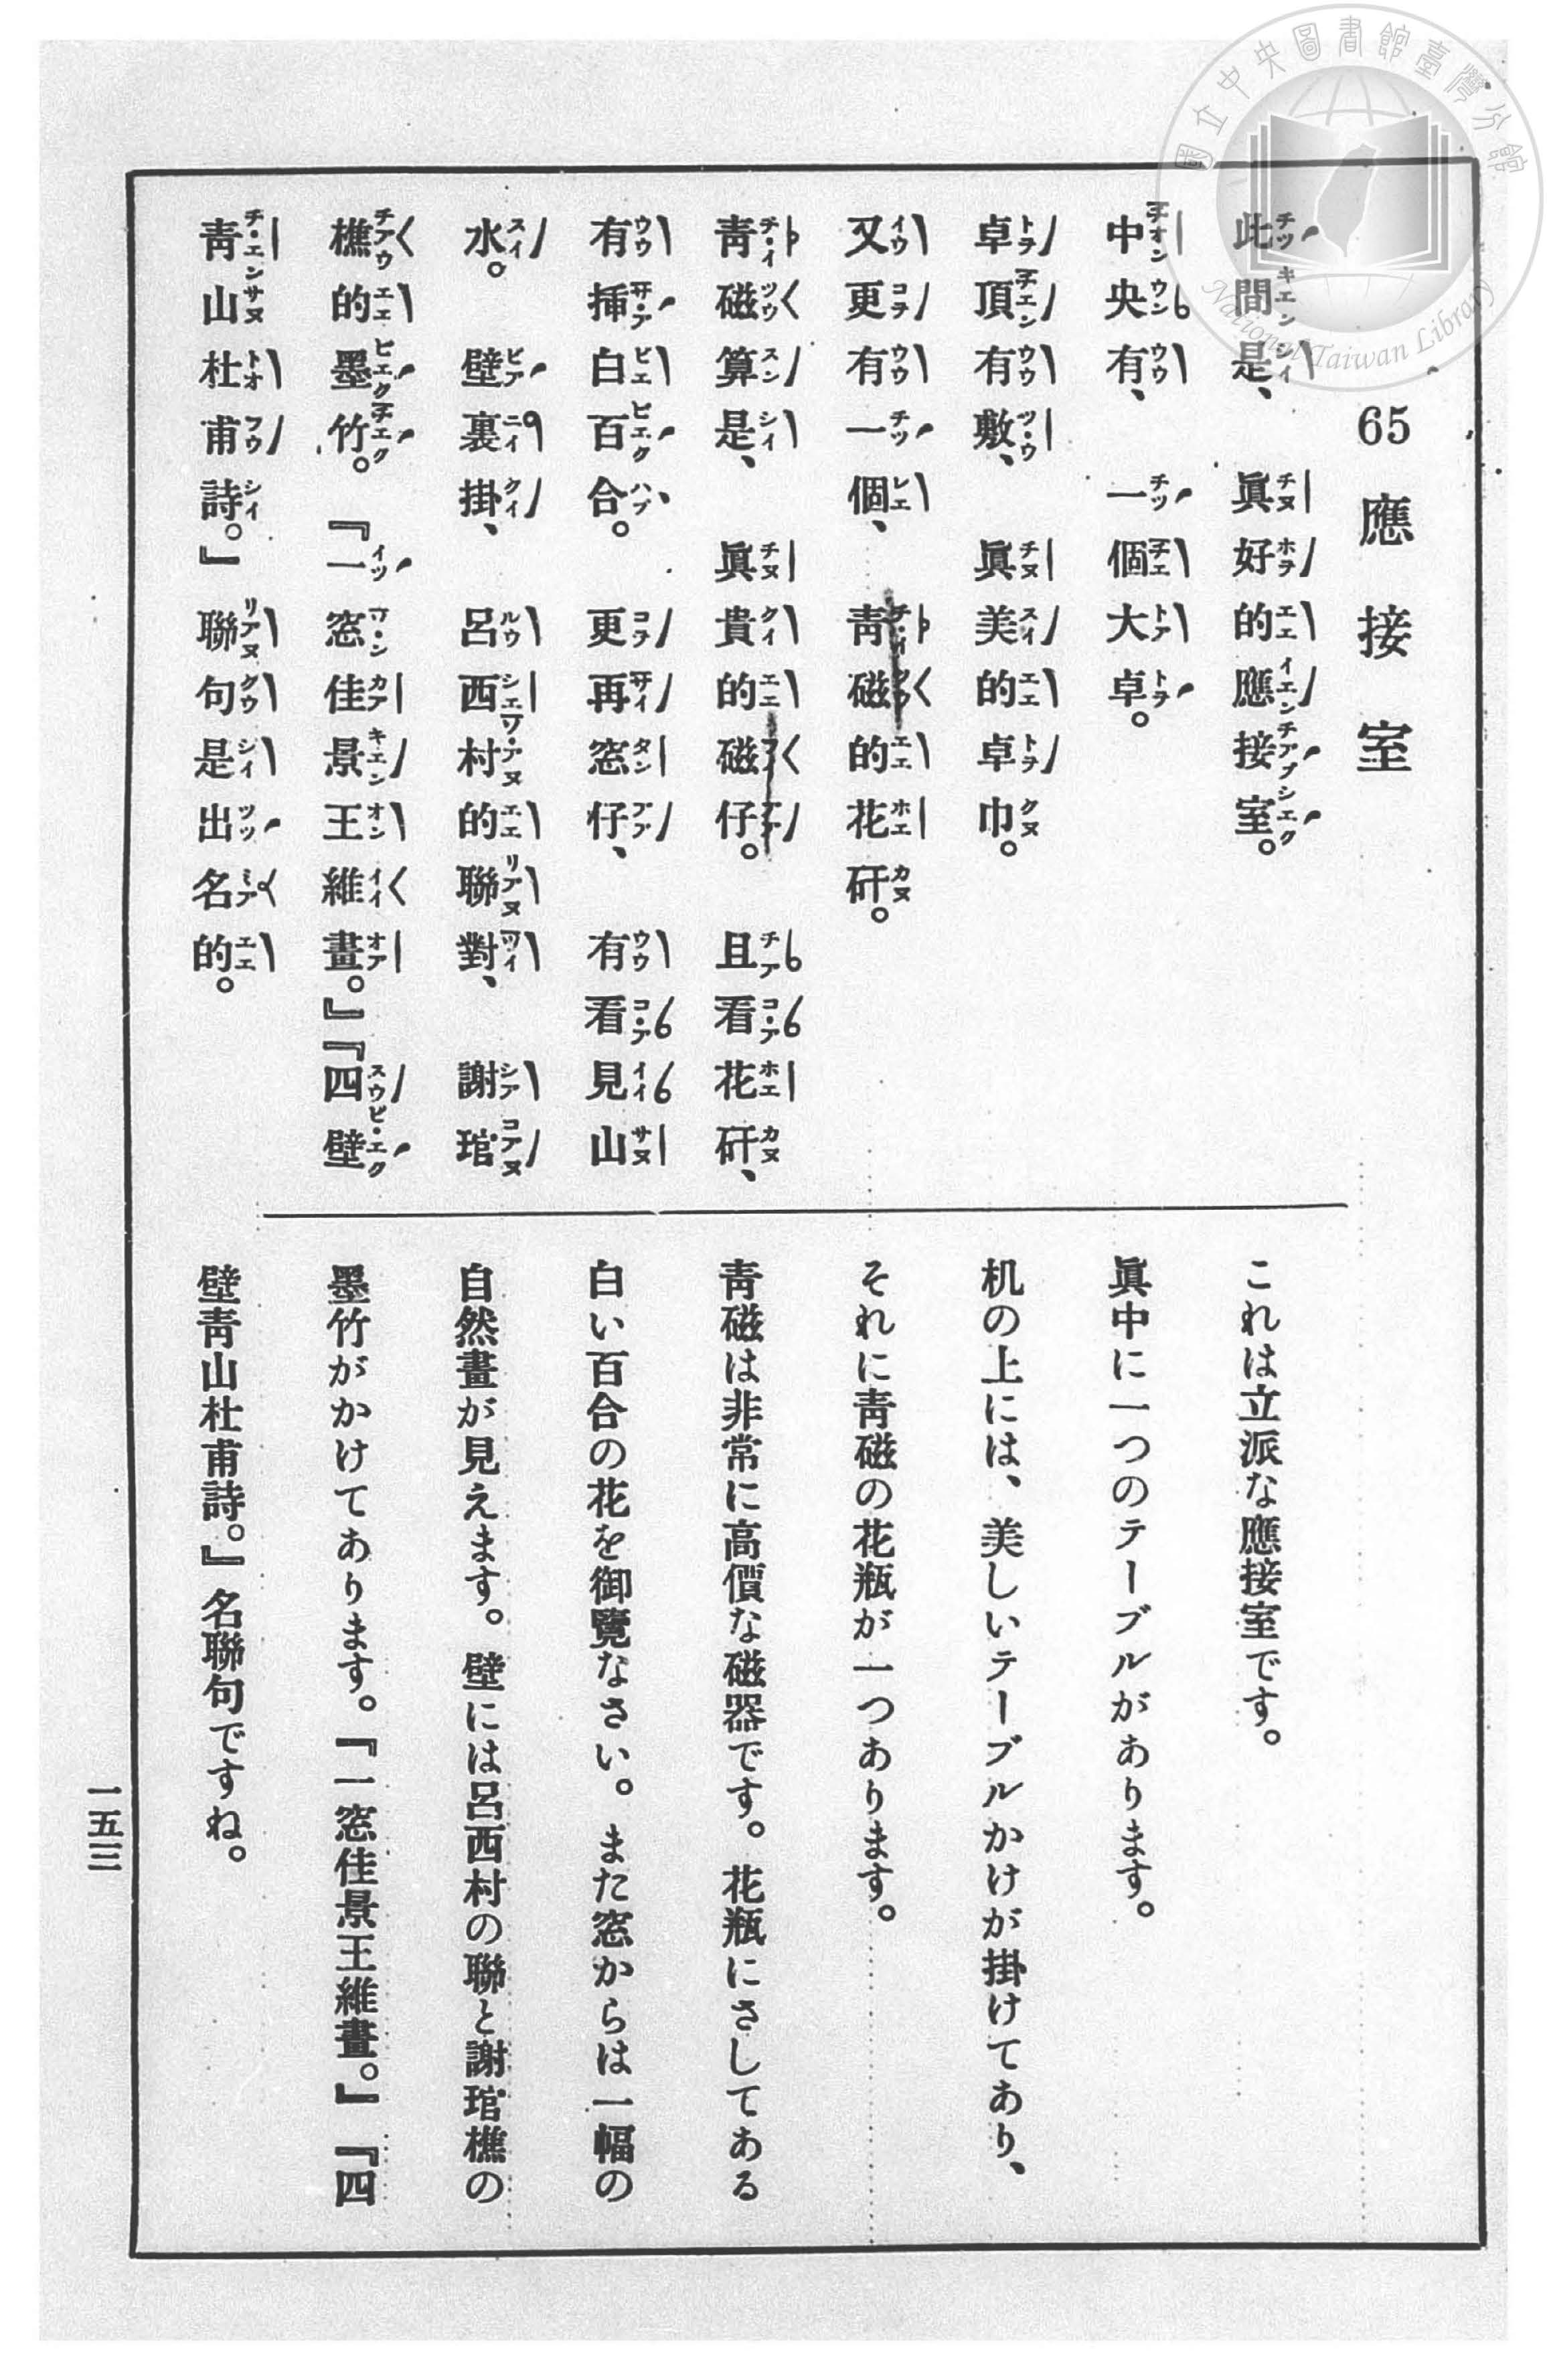 65 應接室
此間是、眞好的應接室。
中央有、一個大卓。
卓頂有敷、眞美的卓巾。
又更有一個、靑磁的花矸。
靑磁算是、眞貴的磁仔。且看花矸、
有揷白百合。更再窓仔、有看見山
水。壁裏掛、呂西村的聯對、謝琯
樵的墨竹。『一窓佳景王維畫。』『四壁
靑山杜甫詩。』聯句是出名的。
これは立派な應接室です。
眞中に一つのテーブルがあります。
机の上には、美しいテーブルかけが掛けてあり、
それに靑磁の花瓶が一つあります。
靑磁は非常に高價な磁器です。花瓶にさしてある
白い百合の花を御覽なさい。また窓からは一幅の
自然畫が見えます。壁には呂西村の聯と謝琯樵の
墨竹がかけてあります。『一窓佳景王維畫。』『四
壁靑山杜甫詩。』名聯句ですね。
一五三
國立中央圖書館臺灣分館
National Taiwan Library